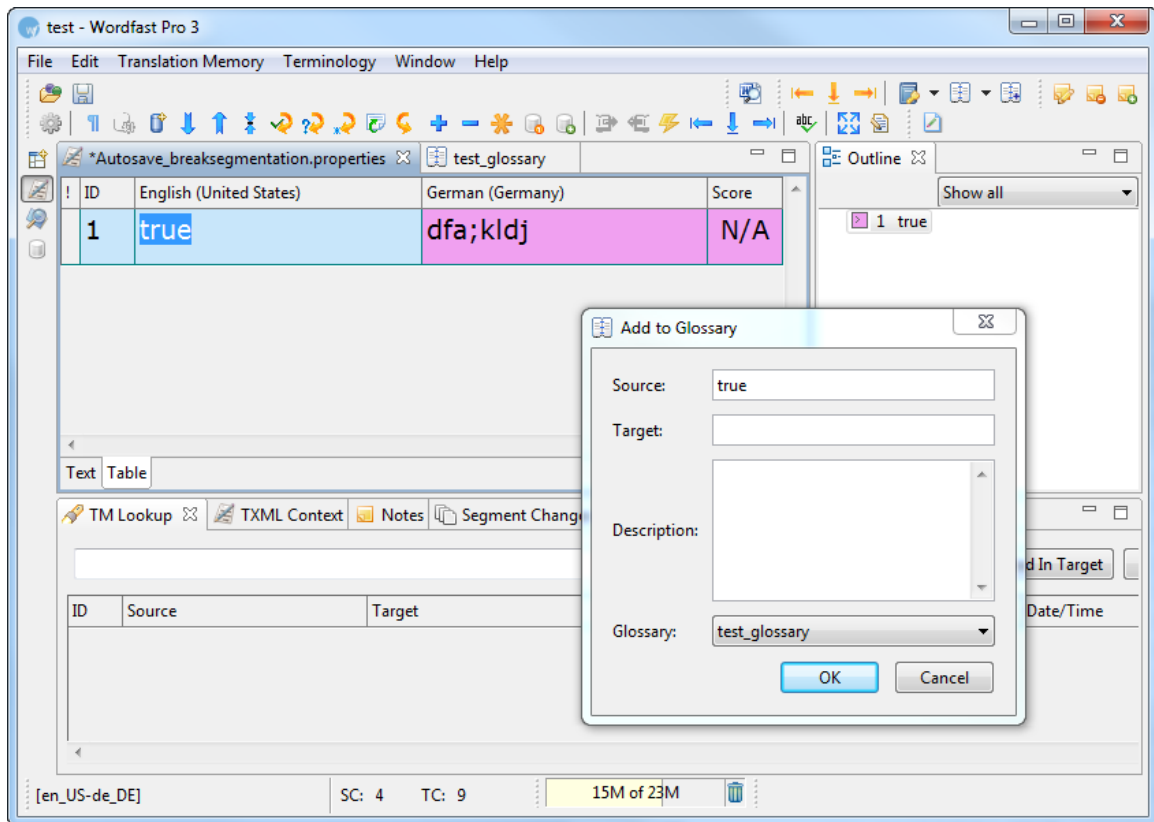 test - Wordfast Pro 3
File Edit Translation Memory Terminology Window Help
*Autosave_breaksegmentation.properties test_glossary Outline
! ID English (United States) German (Germany) Score Show all
1 true dfa;kldj N/A 1 true
Add to Glossary
Source: true
Target:
Text Table
TM Lookup TXML Context Notes Segment Chang
Description:
d In Target
ID Source Target Date/Time
Glossary: test_glossary
OK Cancel
[en_US-de_DE] SC: 4 TC: 9 15M of 23M